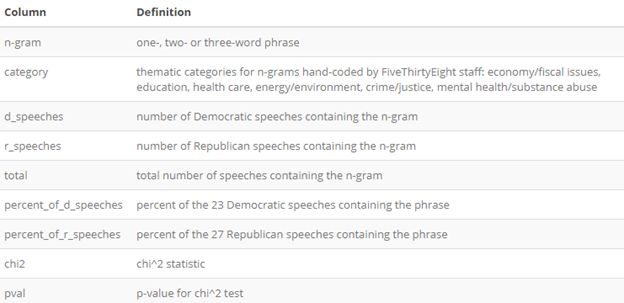 Column Definition
n-gram one-, two- or three-word phrase
category thematic categories for n-grams hand-coded by FiveThirtyEight staff: economy/fiscal issues,
education, health care, energy/environment, crime/justice, mental health/substance abuse
d_speeches number of Democratic speeches containing the n-gram
r_speeches number of Republican speeches containing the n-gram
total total number of speeches containing the n-gram
percent_of_d_speeches percent of the 23 Democratic speeches containing the phrase
percent_of_r_speeches percent of the 27 Republican speeches containing the phrase
chi2 chi^2 statistic
pval p-value for chi^2 test